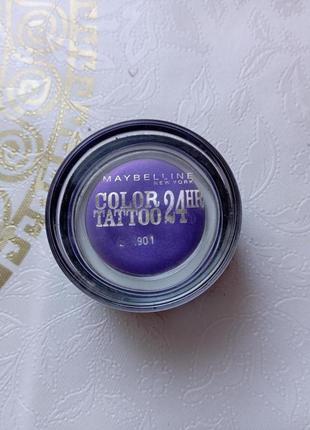 MAYBELLINE
NEW YORK
COLOR 24HR
TATTOO